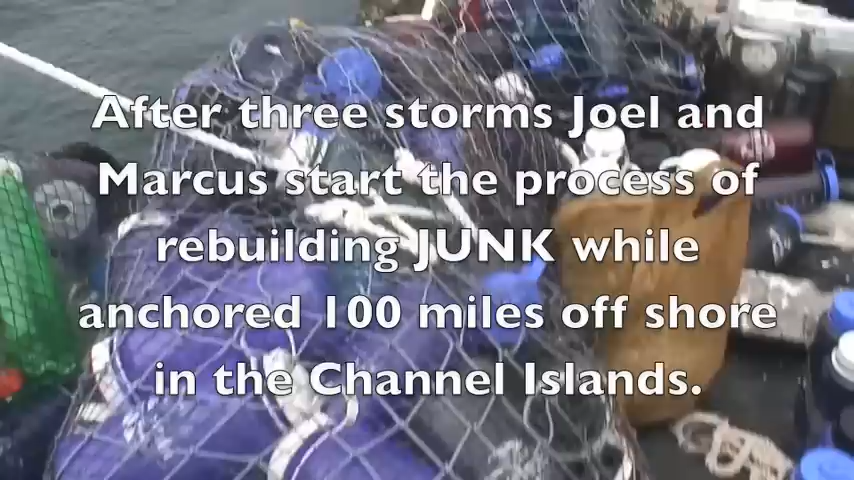 After three storms Joel and
Marcus start the process of
rebuilding JUNK while
anchored 100 miles off shore
in the Channel Islands.